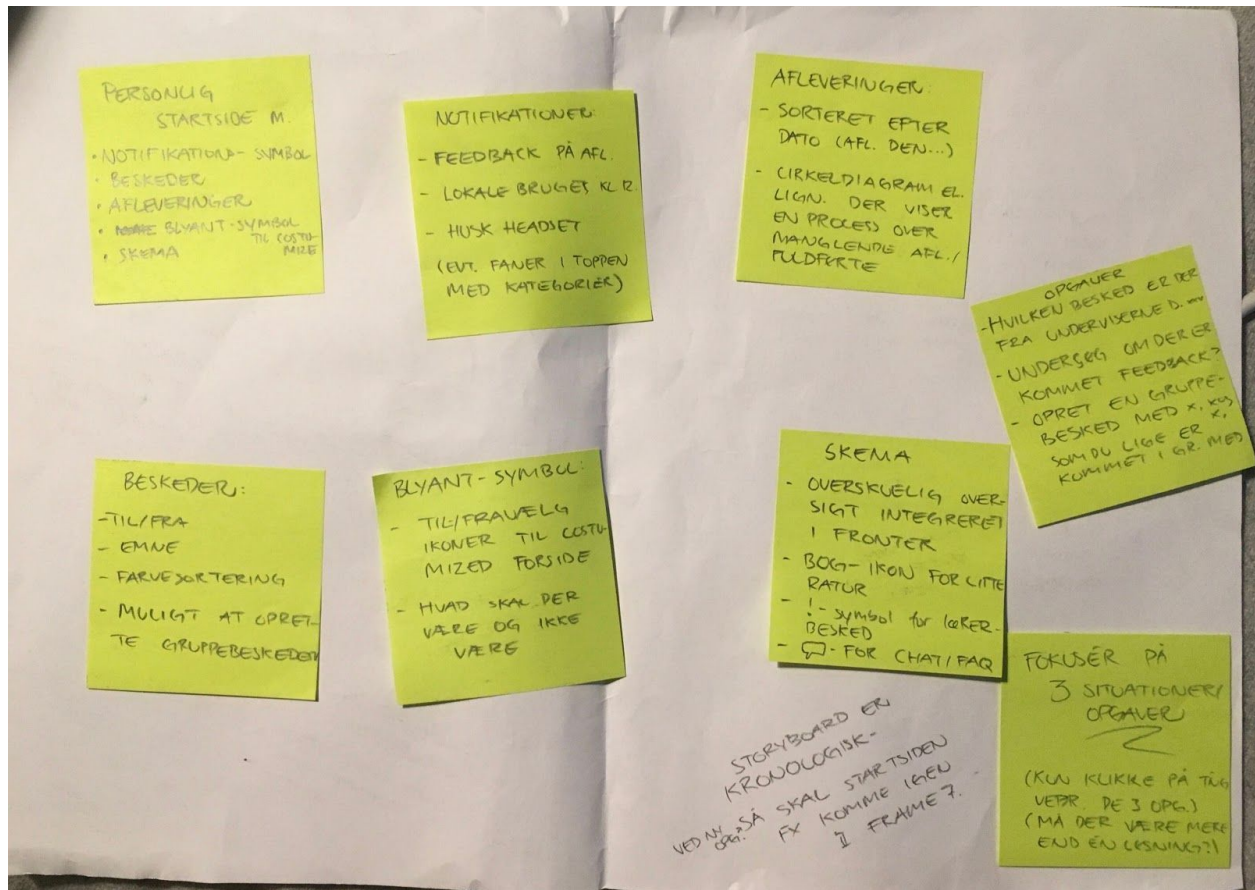 PERSONLIG
STARTSIDE M.
• NOTIFIKATIONS-SYMBOL
• BESKEDER
• AFLEVERINGER
• BLYANT-SYMBOL
TIL COSTU-
MIZE
• SKEMA
NOTIFIKATIONER:
- FEEDBACK PÅ AFL.
- LOKALE BRUGES KL 12.
- HUSK HEADSET
(EVT. FANER I TOPPEN
MED KATEGORIER)
AFLEVERINGER:
- SORTERET EFTER
DATO (AFL. DEN...)
- CIRKELDIAGRAM EL.
LIGN. DER VISER
EN PROCESS OVER
MANGLENDE AFL./
FULDFØRTE
OPGAVER
- HVILKEN BESKED ER DER
FRA UNDERVISERNE D.
- UNDERSØG OM DER ER
KOMMET FEEDBACK?
- OPRET EN GRUPPE-
BESKED MED X, X OG
X,
SOM DU LIGE ER
KOMMET I GR. MED
BESKEDER:
- TIL/FRA
- EMNE
- FARVESORTERING
- MULIGT AT OPRET-
TE GRUPPEBESKEDER
BLYANT-SYMBOL:
- TIL/FRAVÆLG
IKONER TIL COSTU-
MIZED FORSIDE
- HVAD SKAL DER
VÆRE OG IKKE
VÆRE
SKEMA
• OVERSKUELIG OVER-
SIGT INTEGRERET
I FRONTER
- BOG-IKON FOR LITTE
RATUR
- !-symbol for læRER-
BESKED
- FOR CHAT/FAQ
FOKUSÉR PÅ
3 SITUATIONER/
OPGAVER
(KUN KLIKKE PÅ TING
VEDR. DE 3 OPG.)
(MÅ DER VÆRE MERE
END ÉN LØSNING?)
STORYBOARD ER
KRONOLOGISK-
VED NY OPG? SÅ SKAL STARTSIDEN
FX KOMME IGEN
I FRAME 7.